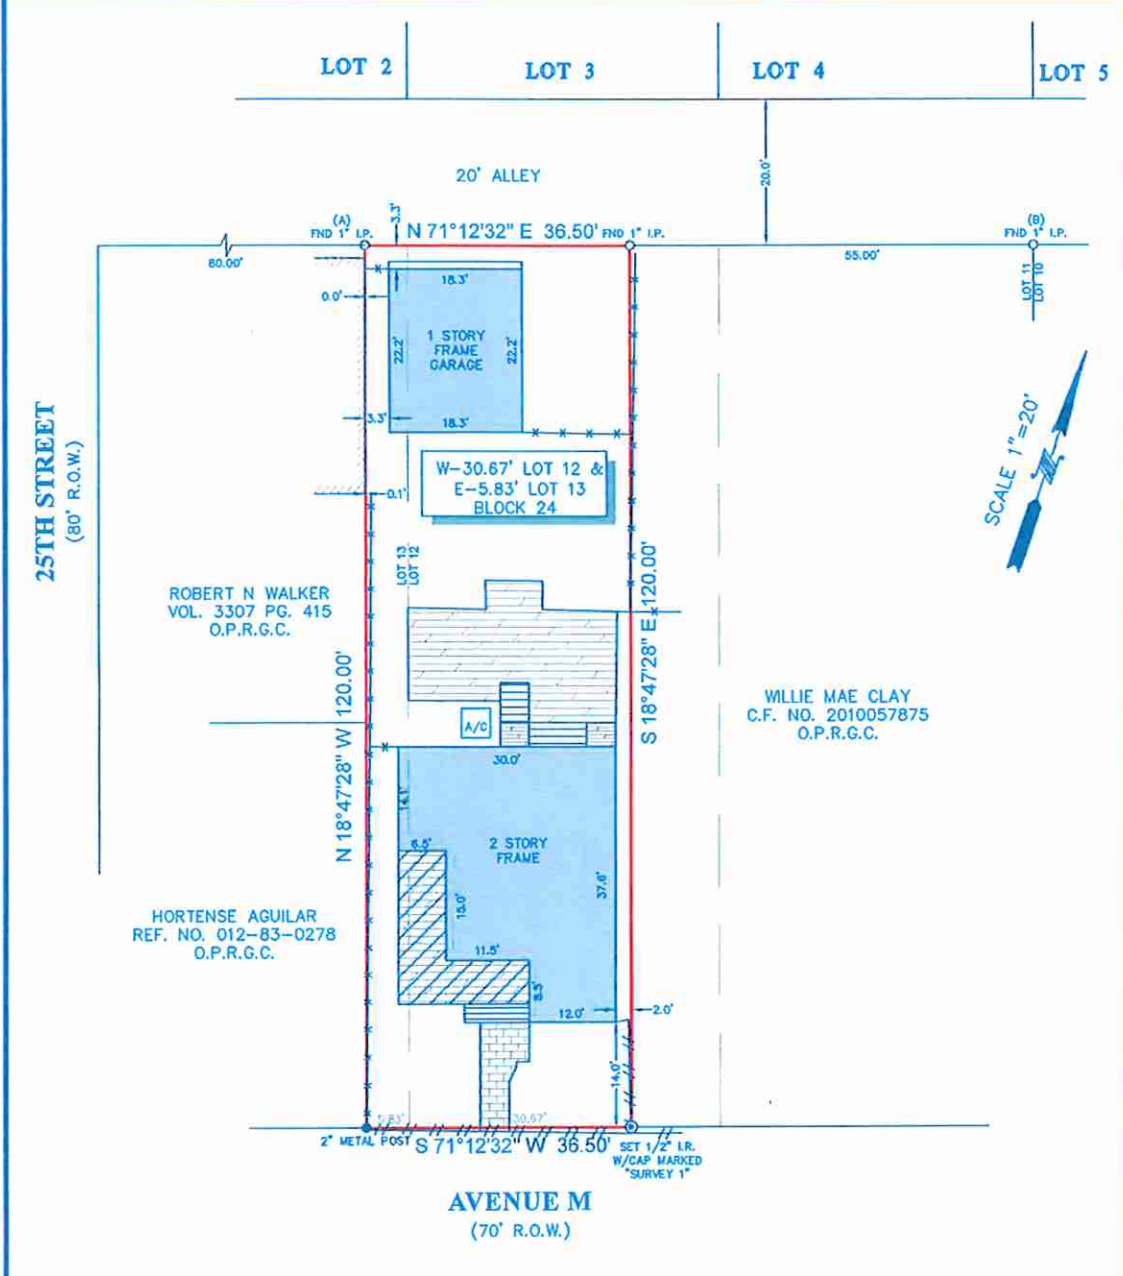 LOT 2
LOT 3
LOT 4
LOT 5
20' ALLEY
20.0'
(A)
FND 1" I.P.
3.3'
N 71°12'32" E 36.50'
FND 1" I.P.
(B)
FND 1" I.P.
80.00'
55.00'
LOT 11
LOT 10
18.3'
0.0'
1 STORY
FRAME
GARAGE
22.2'
22.2'
3.3'
18.3'
W-30.67' LOT 12 &
E-5.83' LOT 13
BLOCK 24
0.1'
25TH STREET
(80' R.O.W.)
SCALE 1"=20'
LOT 13
LOT 12
ROBERT N WALKER
VOL. 3307 PG. 415
O.P.R.G.C.
N 18°47'28" W 120.00'
S 18°47'28" E 120.00'
WILLIE MAE CLAY
C.F. NO. 2010057875
O.P.R.G.C.
A/C
30.0'
14.1'
6.5'
2 STORY
FRAME
37.6'
15.0'
11.5'
HORTENSE AGUILAR
REF. NO. 012-83-0278
O.P.R.G.C.
12.0'
2.0'
14.0'
5.83'
30.67'
2" METAL POST
S 71°12'32" W 36.50'
SET 1/2" I.R.
W/CAP MARKED
"SURVEY 1"
AVENUE M
(70' R.O.W.)